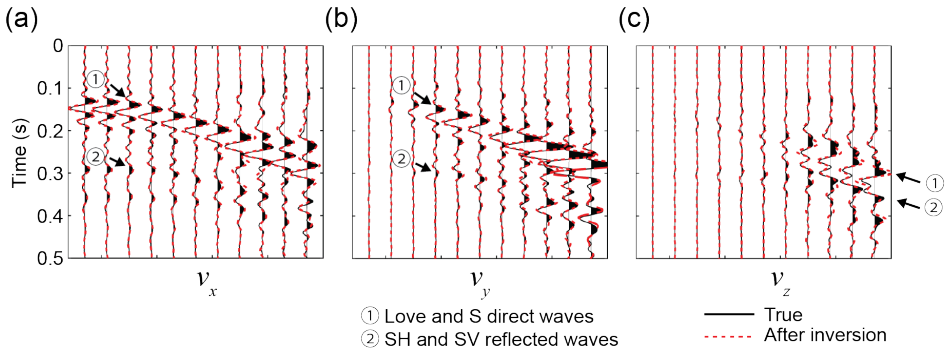 (a) (b) (c)
0
0.1
0.2
0.3
0.4
0.5
Time (s)
① ②
① ②
① ②
vx vy vz
① Love and S direct waves
② SH and SV reflected waves
True
After inversion